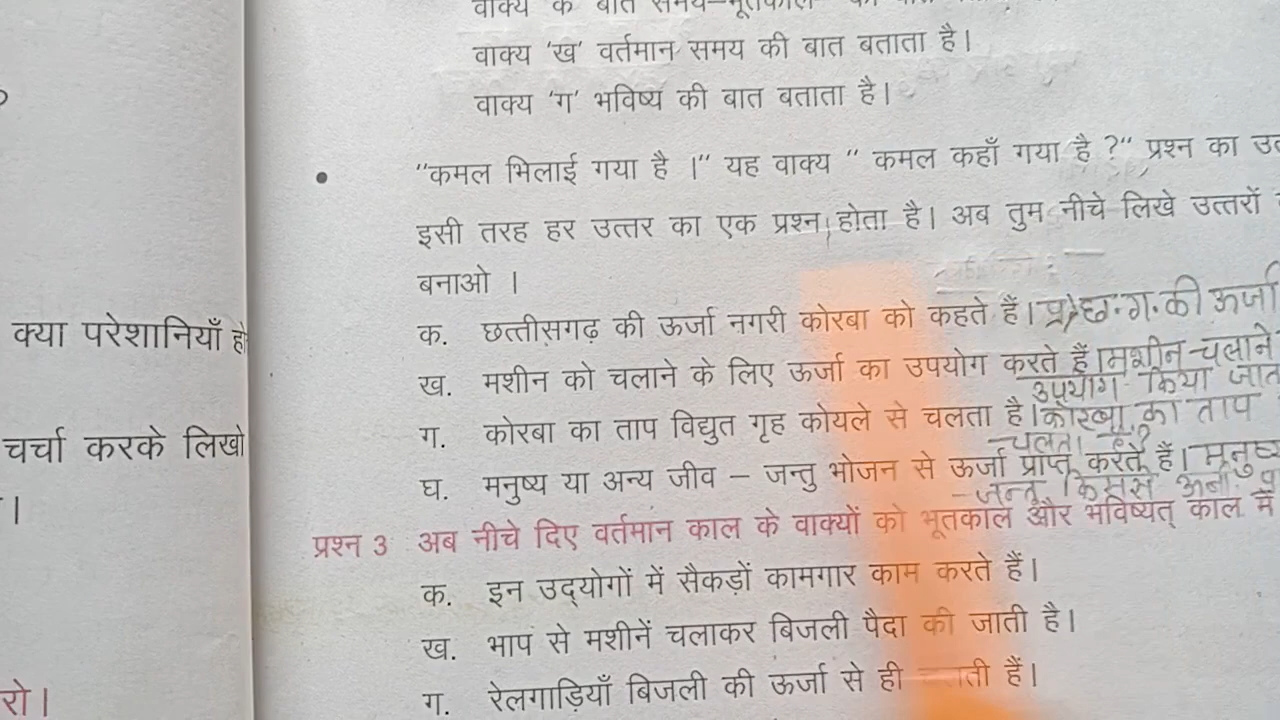 वाक्य 'ख' वर्तमान समय की बात बताता है।
वाक्य 'ग' भविष्य की बात बताता है।
"कमल भिलाई गया है ।" यह वाक्य " कमल कहाँ गया है ?" प्रश्न का
इसी तरह हर उत्तर का एक प्रश्न होता है। अब तुम नीचे लिखे उत्तरों
बनाओ ।
क. छत्तीसगढ़ की ऊर्जा नगरी कोरबा को कहते हैं। छ.ग. की ऊर्जा
ख. मशीन को चलाने के लिए ऊर्जा का उपयोग करते हैं। मशीन चलाने
उपयोग किया
ग. कोरबा का ताप विद्युत गृह कोयले से चलता है। कोरबा का ताप
चलता है?
घ. मनुष्य या अन्य जीव – जन्तु भोजन से ऊर्जा प्राप्त करते हैं।
जन्तु किससे
प्रश्न 3 अब नीचे दिए वर्तमान काल के वाक्यों को भूतकाल और भविष्यत् काल में
क. इन उद्योगों में सैकड़ों कामगार काम करते हैं।
ख. भाप से मशीनें चलाकर बिजली पैदा की जाती है।
ग. रेलगाड़ियाँ बिजली की ऊर्जा से ही हैं।
क्या परेशानियाँ
चर्चा करके लिखो